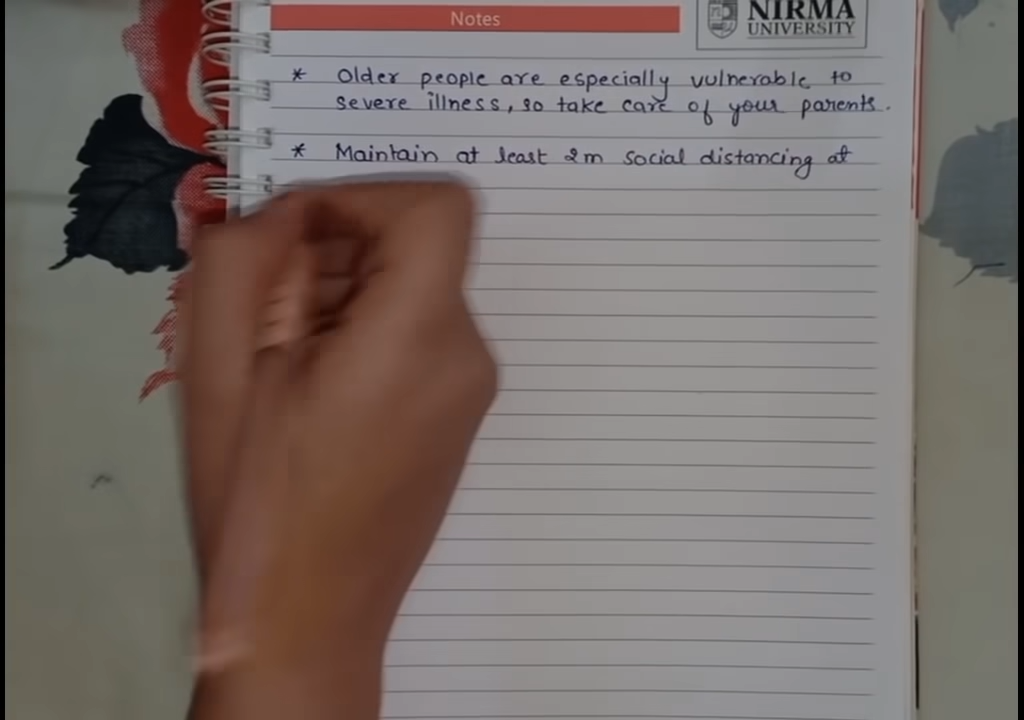 Notes
NIRMA
UNIVERSITY
* Older people are especially vulnerable to
severe illness, so take care of your parents.
* Maintain at least 2m social distancing at